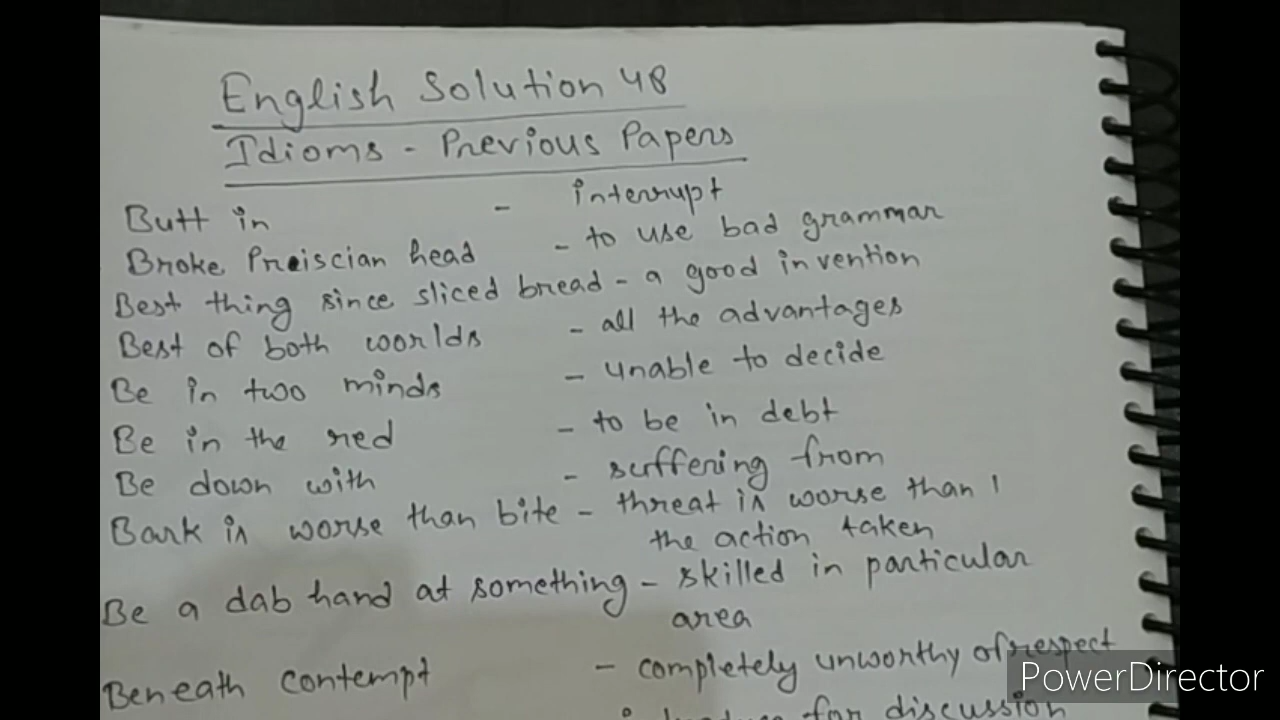 English Solution 48
Idioms - Previous Papers
Butt in - interrupt
Broke Priscian head - to use bad grammar
Best thing since sliced bread - a good invention
Best of both worlds - all the advantages
Be in two minds - unable to decide
Be in the red - to be in debt
Be down with - suffering from
Bark is worse than bite - threat is worse than
the action taken
Be a dab hand at something - skilled in particular
area
Beneath contempt - completely unworthy of respect
for discussion
PowerDirector